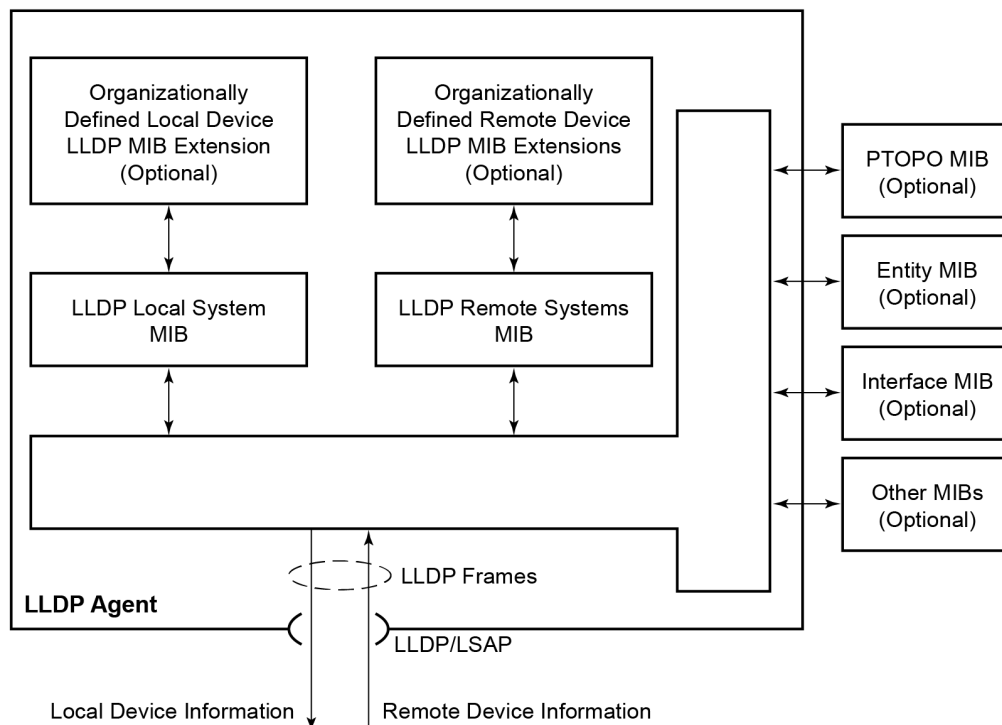 Organizationally
Defined Local Device
LLDP MIB Extension
(Optional)
Organizationally
Defined Remote Device
LLDP MIB Extensions
(Optional)
PTOPO MIB
(Optional)
Entity MIB
(Optional)
LLDP Local System
MIB
LLDP Remote Systems
MIB
Interface MIB
(Optional)
Other MIBs
(Optional)
LLDP Frames
LLDP Agent
LLDP/LSAP
Local Device Information
Remote Device Information